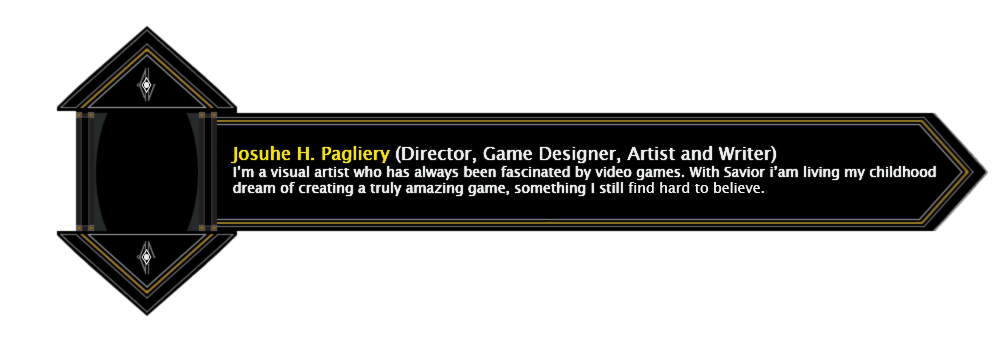 Josuhe H. Pagliery (Director, Game Designer, Artist and Writer)
I'm a visual artist who has always been fascinated by video games. With Savior i'am living my childhood
dream of creating a truly amazing game, something I still find hard to believe.